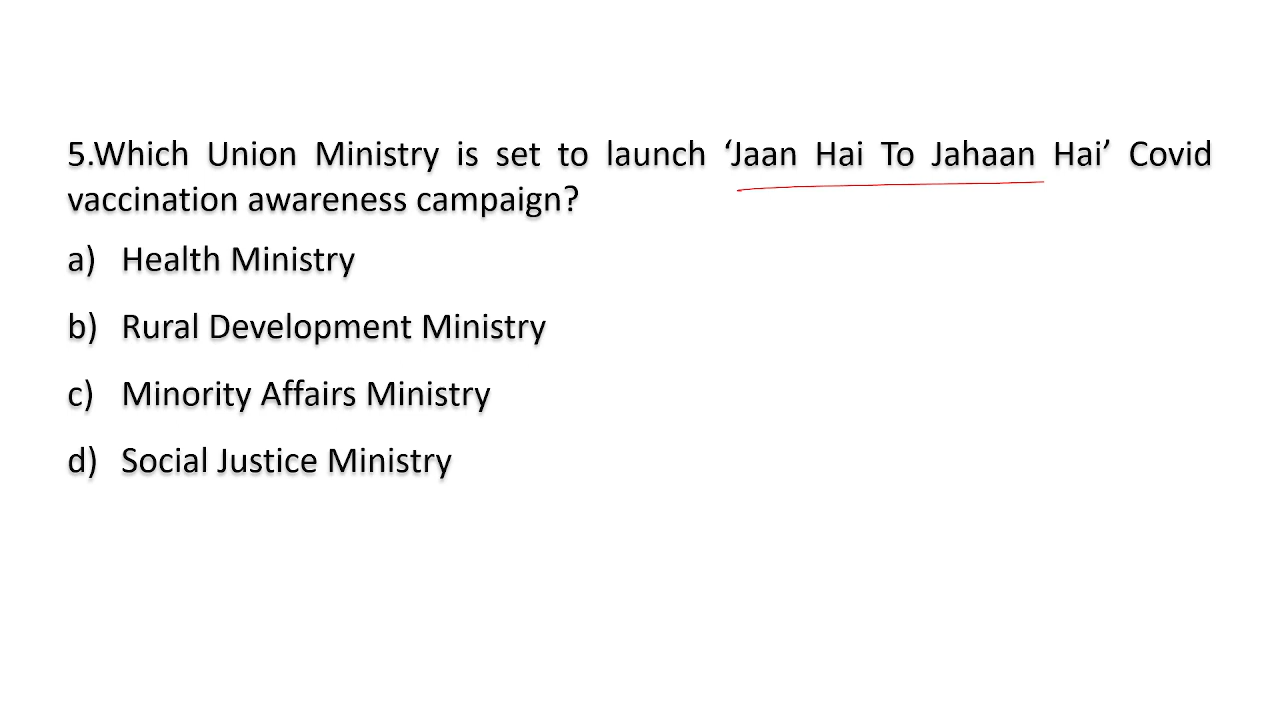 5.Which Union Ministry is set to launch ‘Jaan Hai To Jahaan Hai’ Covid
vaccination awareness campaign?
a) Health Ministry
b) Rural Development Ministry
c) Minority Affairs Ministry
d) Social Justice Ministry